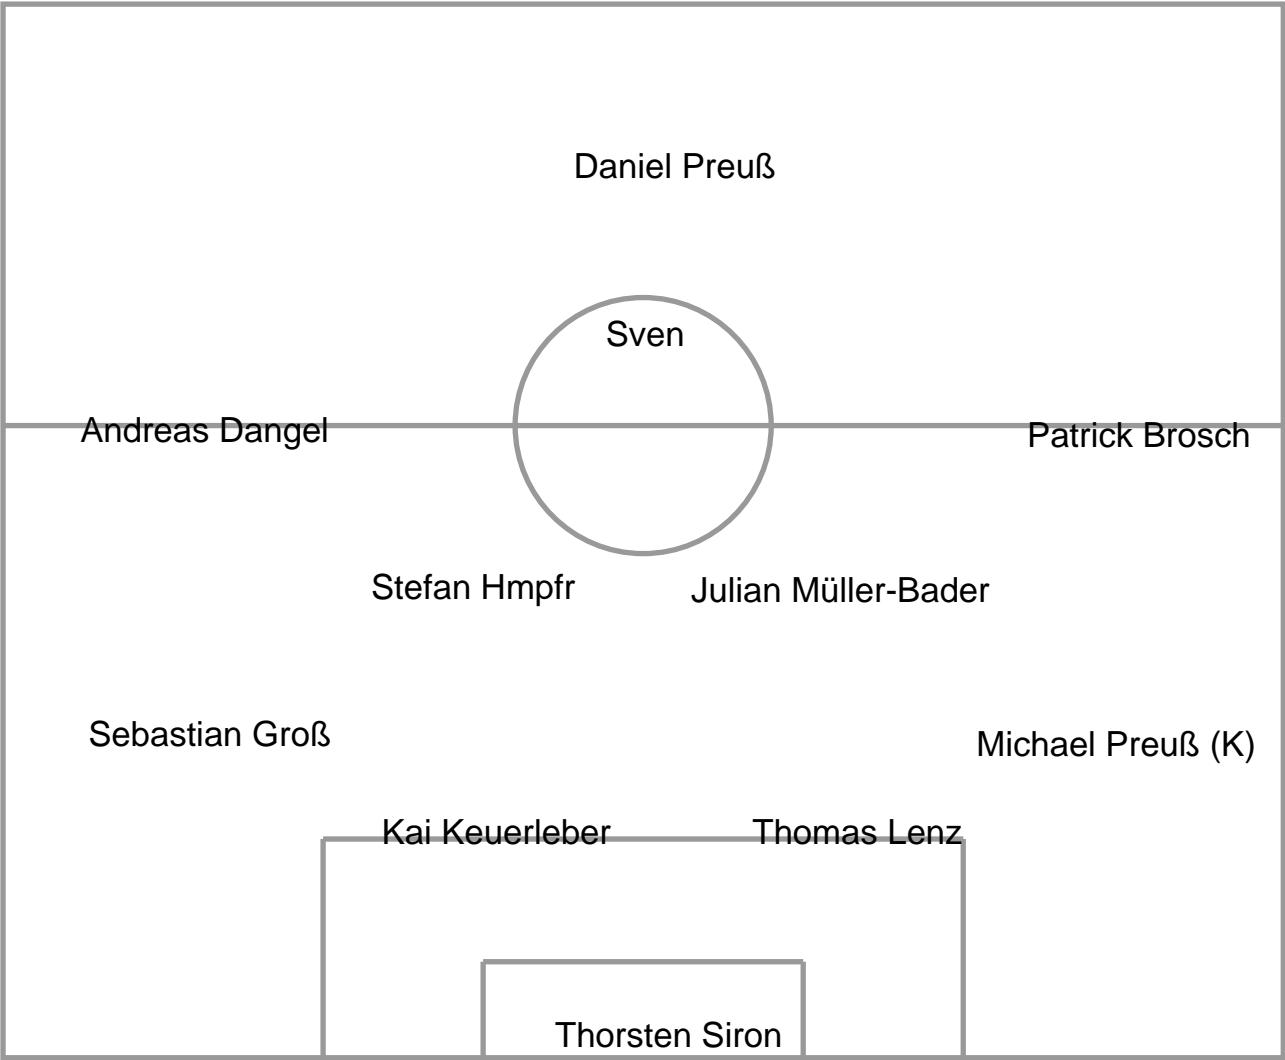 Daniel Preuß
Sven
Andreas Dangel
Patrick Brosch
Stefan Hmpfr
Julian Müller-Bader
Sebastian Groß
Michael Preuß (K)
Kai Keuerleber
Thomas Lenz
Thorsten Siron